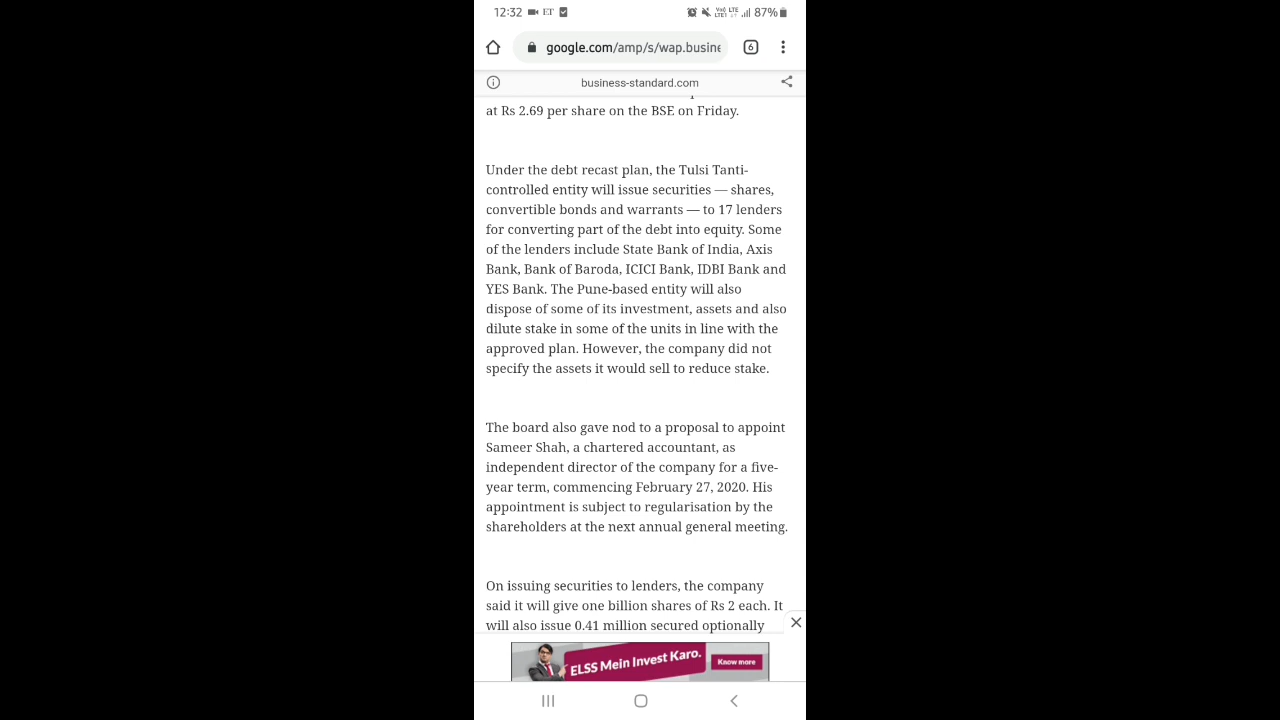 12:32 ET 87%
google.com/amp/s/wap.busine 6
business-standard.com
at Rs 2.69 per share on the BSE on Friday.
Under the debt recast plan, the Tulsi Tanti-
controlled entity will issue securities — shares,
convertible bonds and warrants — to 17 lenders
for converting part of the debt into equity. Some
of the lenders include State Bank of India, Axis
Bank, Bank of Baroda, ICICI Bank, IDBI Bank and
YES Bank. The Pune-based entity will also
dispose of some of its investment, assets and also
dilute stake in some of the units in line with the
approved plan. However, the company did not
specify the assets it would sell to reduce stake.
The board also gave nod to a proposal to appoint
Sameer Shah, a chartered accountant, as
independent director of the company for a five-
year term, commencing February 27, 2020. His
appointment is subject to regularisation by the
shareholders at the next annual general meeting.
On issuing securities to lenders, the company
said it will give one billion shares of Rs 2 each. It
will also issue 0.41 million secured optionally
ELSS Mein Invest Karo. Know more